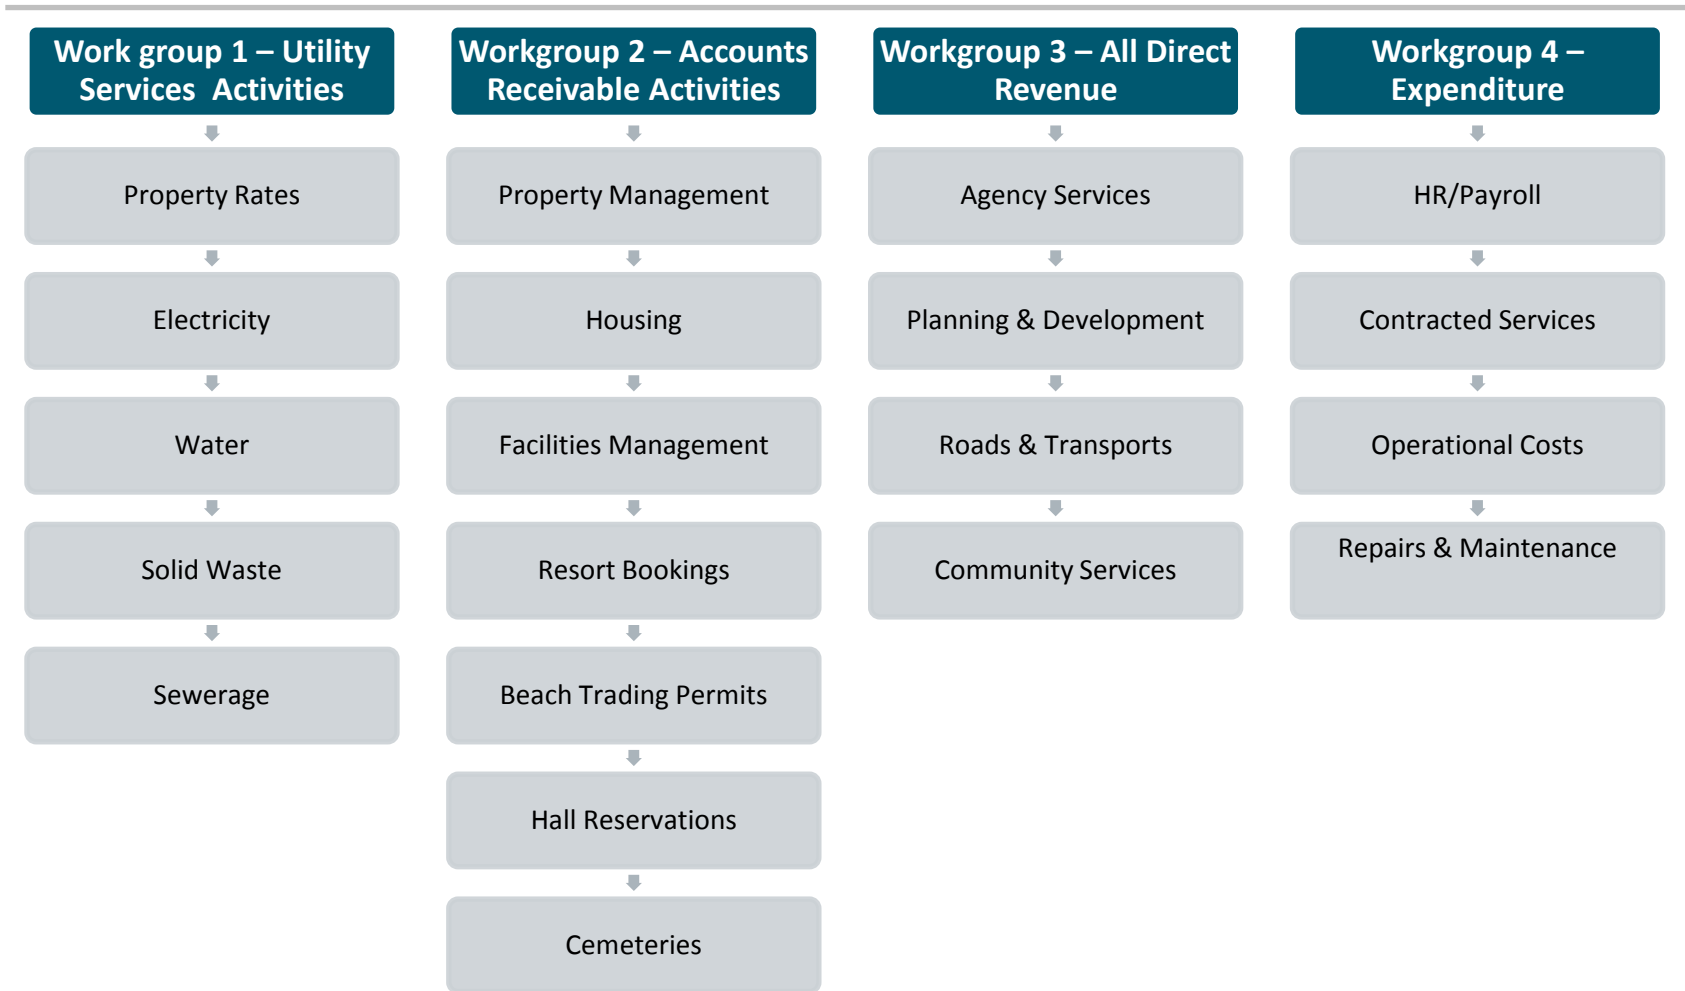 Work group 1 – Utility
Services  Activities
Property Rates
Electricity
Water
Solid Waste
Sewerage
Workgroup 2 – Accounts
Receivable Activities
Property Management
Housing
Facilities Management
Resort Bookings
Beach Trading Permits
Hall Reservations
Cemeteries
Workgroup 3 – All Direct
Revenue
Agency Services
Planning & Development
Roads & Transports
Community Services
Workgroup 4 –
Expenditure
HR/Payroll
Contracted Services
Operational Costs
Repairs & Maintenance